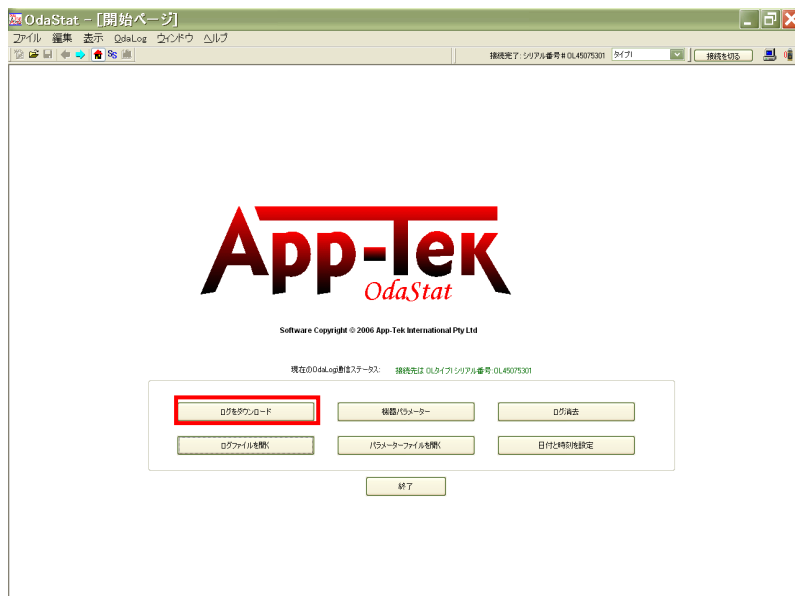 OdaStat - [開始ページ]
ファイル 編集 表示 OdaLog ウィンドウ ヘルプ
接続完了: シリアル番号# OL45075301 タイプI 接続を切る
App-Tek
OdaStat
Software Copyright © 2006 App-Tek International Pty Ltd
現在のOdaLog通信ステータス: 接続先は OLタイプI シリアル番号: OL45075301
ログをダウンロード 機器パラメーター ログ消去
ログファイルを開く パラメーターファイルを開く 日付と時刻を設定
終了